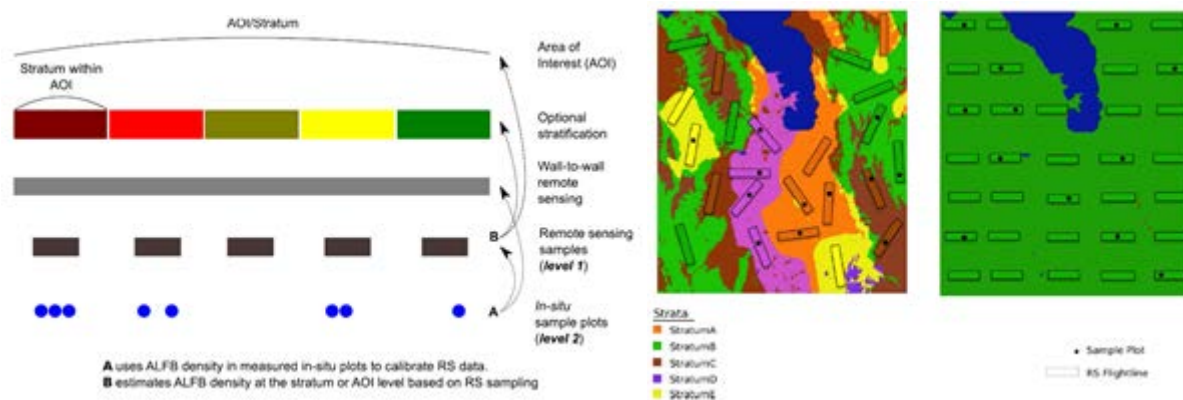 AOI/Stratum
Stratum within
AOI
Area of
Interest (AOI)
Optional
stratification
Wall-to-wall
remote
sensing
B
Remote sensing
samples
(level 1)
A
In-situ
sample plots
(level 2)
A uses ALFB density in measured in-situ plots to calibrate RS data.
B estimates ALFB density at the stratum or AOI level based on RS sampling
Strata
StratumA
StratumB
StratumC
StratumD
StratumE
Sample Plot
RS Flightline